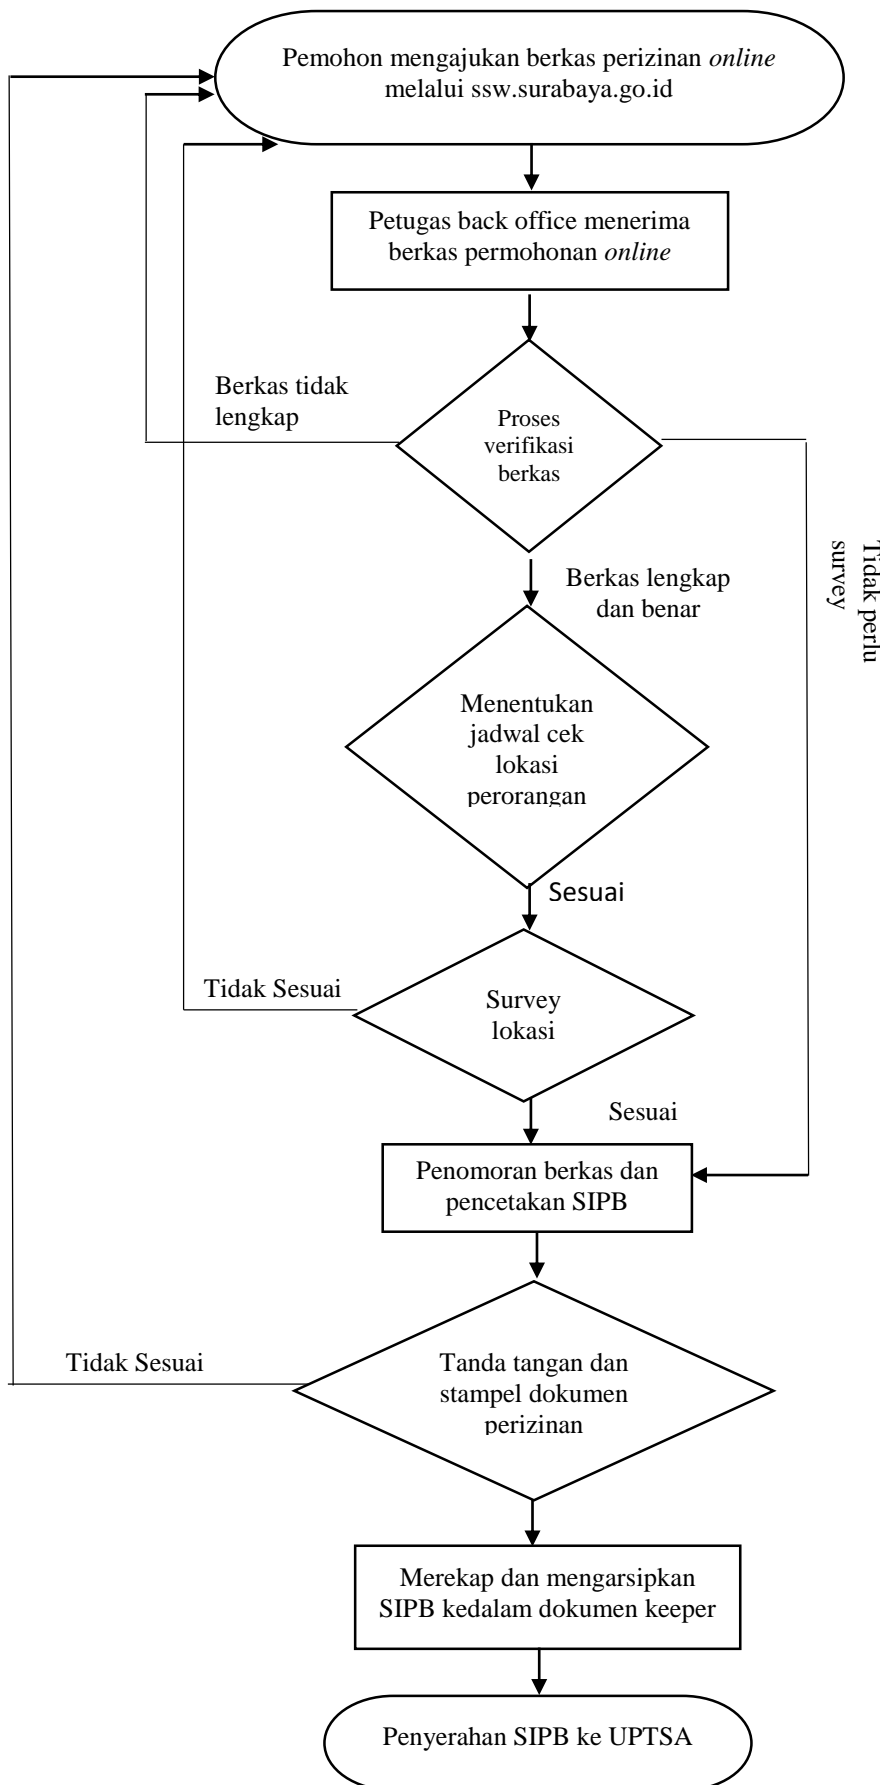 Pemohon mengajukan berkas perizinan online
melalui ssw.surabaya.go.id
Petugas back office menerima
berkas permohonan online
Berkas tidak
lengkap
Proses
verifikasi
berkas
Tidak perlu
survey
Berkas lengkap
dan benar
Menentukan
jadwal cek
lokasi
perorangan
Sesuai
Tidak Sesuai
Survey
lokasi
Sesuai
Penomoran berkas dan
pencetakan SIPB
Tidak Sesuai
Tanda tangan dan
stampel dokumen
perizinan
Merekap dan mengarsipkan
SIPB kedalam dokumen keeper
Penyerahan SIPB ke UPTSA